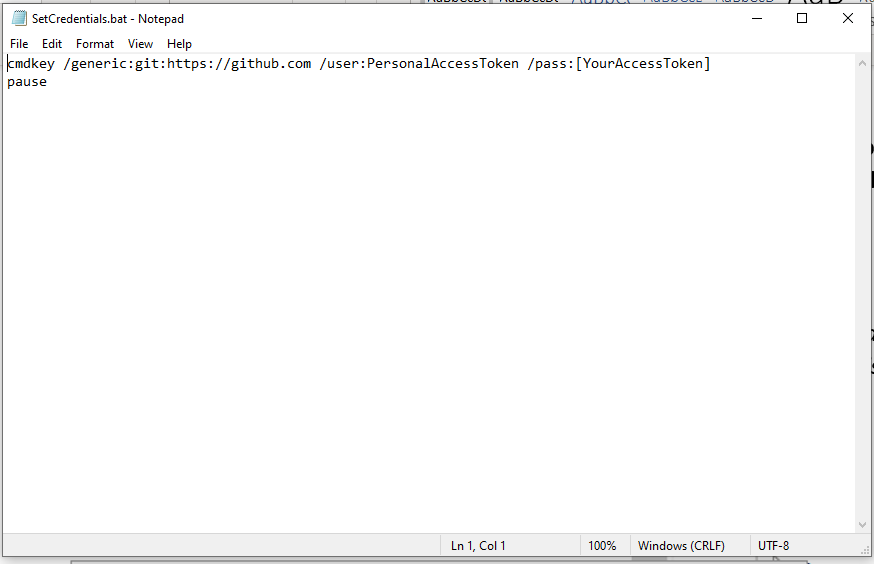 SetCredentials.bat - Notepad
File Edit Format View Help
cmdkey /generic:git:https://github.com /user:PersonalAccessToken /pass:[YourAccessToken]
pause
Ln 1, Col 1 100% Windows (CRLF) UTF-8